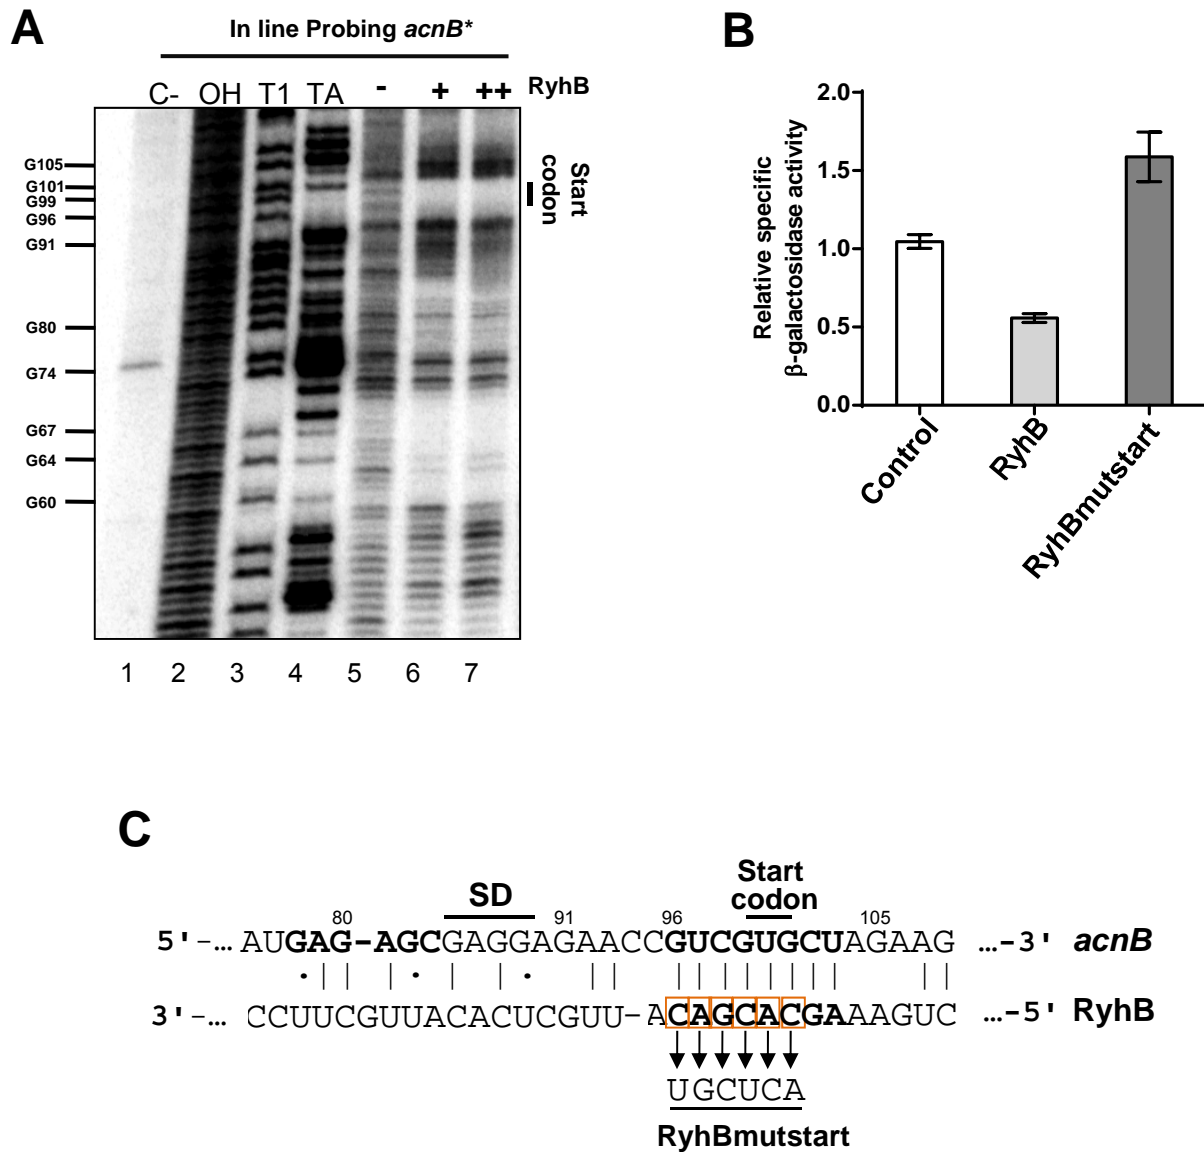 A
In line Probing acnB*
C- OH T1 TA - + ++ RyhB
G105
G101
G99
G96
G91
G80
G74
G67
G64
G60
Start
codon
1 2 3 4 5 6 7
B
Relative specific
β-galactosidase activity
2.0
1.5
1.0
0.5
0.0
Control
RyhB
RyhBmutstart
C
SD
Start
codon
80 91 96 105
5'-... AUGAG-AGCGAGGAGAACCGUCGUGCUAGAAG ...-3' acnB
3'-... CCUUCGUUACACUCGUU-ACAGCACGAAAGUC ...-5' RyhB
UGCUCA
RyhBmutstart